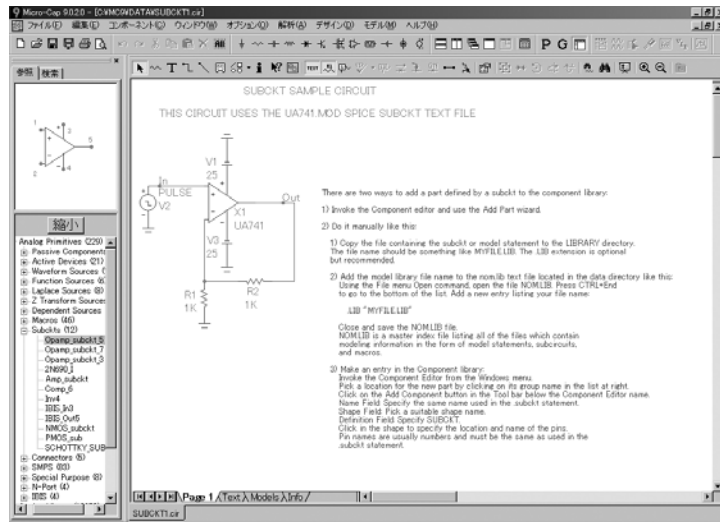 Micro-Cap 9.0.2.0 - [C:¥MC9¥DATA¥SUBCKT1.cir]
ファイル(F) 編集(E) コンポーネント(C) ウィンドウ(W) オプション(O) 解析(A) デザイン(D) モデル(M) ヘルプ(H)
参照 検索
1
3
5
2
4
縮小
Analog Primitives (229)
Passive Components
Active Devices (21)
Waveform Sources (
Function Sources (6
Laplace Sources (8)
Z Transform Source
Dependent Sources
Macros (46)
Subckts (12)
Opamp_subckt_5
Opamp_subckt_7
Opamp_subckt_3
2N690_1
Amp_subckt
Comp_6
Inv4
IBIS_In3
IBIS_Out5
NMOS_subckt
PMOS_sub
SCHOTTKY_SUB
Connectors (5)
SMPS (83)
Special Purpose (8)
N-Port (4)
IBIS (4)
SUBCKT SAMPLE CIRCUIT
THIS CIRCUIT USES THE UA741.MOD SPICE SUBCKT TEXT FILE
V1
25
In
PULSE
V2
Out
X1
UA741
V3
25
R1
1K
R2
1K
There are two ways to add a part defined by a subckt to the component library:
1) Invoke the Component editor and use the Add Part wizard.
2) Do it manually like this:
1) Copy the file containing the subckt or model statement to the LIBRARY directory.
The file name should be something like MYFILE.LIB. The .LIB extension is optional
but recommended.
2) Add the model library file name to the nom.lib text file located in the data directory like this:
Using the File menu Open command, open the file NOM.LIB. Press CTRL+End
to go to the bottom of the list. Add a new entry listing your file name:
.LIB "MYFILE.LIB"
Close and save the NOM.LIB file.
NOM.LIB is a master index file listing all of the files which contain
modeling information in the form of model statements, subcircuits,
and macros.
3) Make an entry in the Component library:
Invoke the Component Editor from the Windows menu.
Pick a location for the new part by clicking on its group name in the list at right.
Click on the Add Component button in the Tool bar below the Component Editor name.
Name Field: Specify the same name used in the .subckt statement.
Shape Field: Pick a suitable shape name.
Definition Field: Specify SUBCKT.
Click in the shape to specify the location and name of the pins.
Pin names are usually numbers and must be the same as used in the
.subckt statement.
Page 1 Text Models Info
SUBCKT1.cir